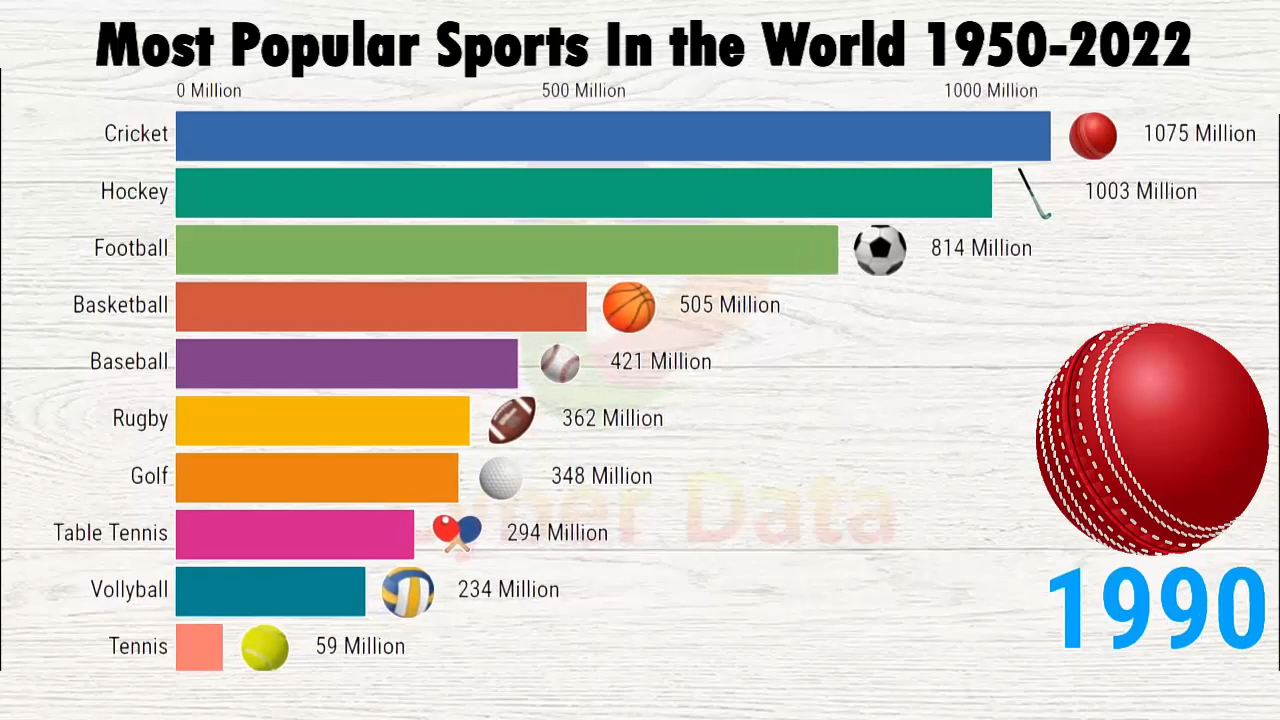 Most Popular Sports In the World 1950-2022
0 Million 500 Million 1000 Million
Cricket 1075 Million
Hockey 1003 Million
Football 814 Million
Basketball 505 Million
Baseball 421 Million
Rugby 362 Million
Golf 348 Million
Table Tennis 294 Million
Vollyball 234 Million
Tennis 59 Million
Data
1990